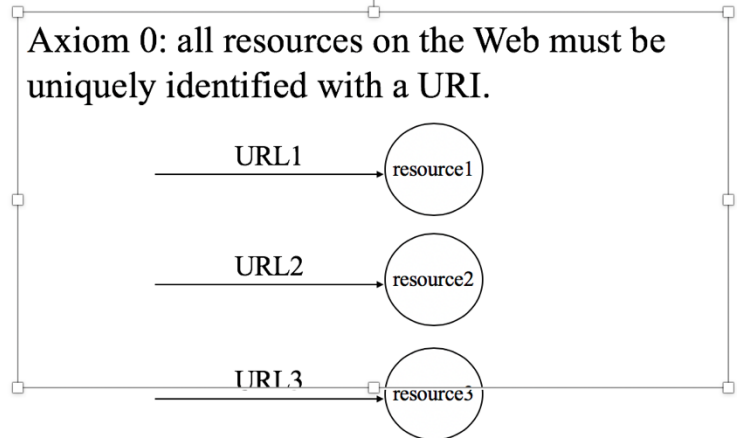 Axiom 0: all resources on the Web must be
uniquely identified with a URI.
URL1
resource1
URL2
resource2
URL3
resource3